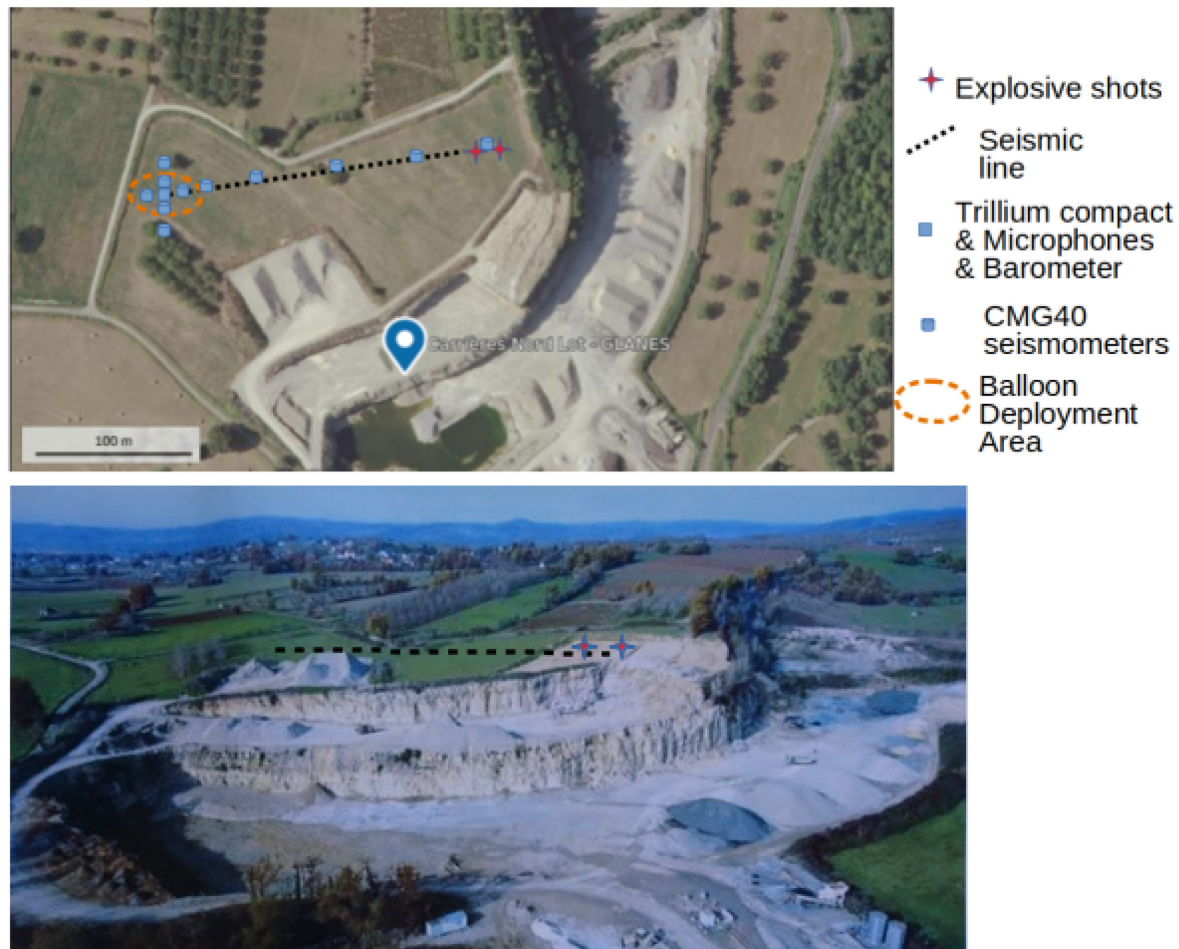 Explosive shots
Seismic
line
Trillium compact
& Microphones
& Barometer
CMG40
seismometers
Balloon
Deployment
Area
Carrières Nord Lot - GLANES
100 m